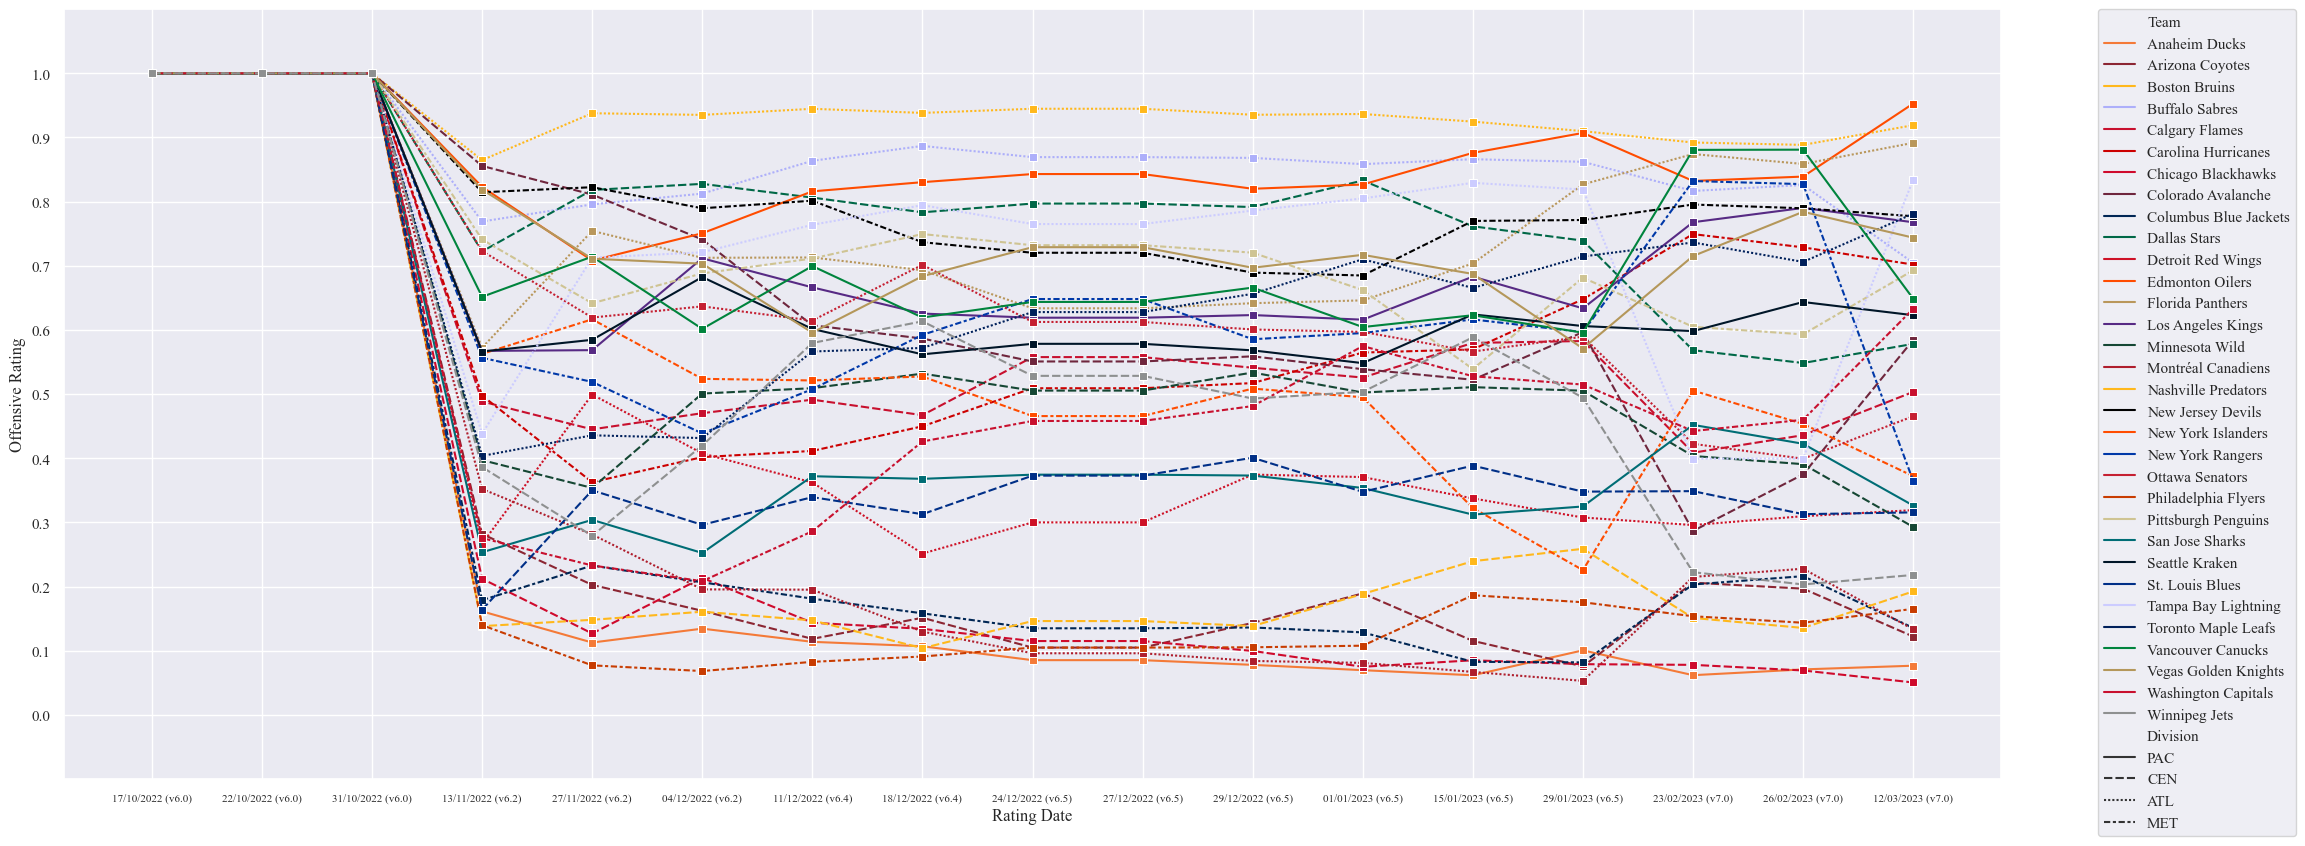 Offensive Rating
1.0
0.9
0.8
0.7
0.6
0.5
0.4
0.3
0.2
0.1
0.0
17/10/2022 (v6.0) 22/10/2022 (v6.0) 31/10/2022 (v6.0) 13/11/2022 (v6.2) 27/11/2022 (v6.2) 04/12/2022 (v6.2) 11/12/2022 (v6.4) 18/12/2022 (v6.4) 24/12/2022 (v6.5) 27/12/2022 (v6.5) 29/12/2022 (v6.5) 01/01/2023 (v6.5) 15/01/2023 (v6.5) 29/01/2023 (v6.5) 23/02/2023 (v7.0) 26/02/2023 (v7.0) 12/03/2023 (v7.0)
Rating Date
Team
Anaheim Ducks
Arizona Coyotes
Boston Bruins
Buffalo Sabres
Calgary Flames
Carolina Hurricanes
Chicago Blackhawks
Colorado Avalanche
Columbus Blue Jackets
Dallas Stars
Detroit Red Wings
Edmonton Oilers
Florida Panthers
Los Angeles Kings
Minnesota Wild
Montréal Canadiens
Nashville Predators
New Jersey Devils
New York Islanders
New York Rangers
Ottawa Senators
Philadelphia Flyers
Pittsburgh Penguins
San Jose Sharks
Seattle Kraken
St. Louis Blues
Tampa Bay Lightning
Toronto Maple Leafs
Vancouver Canucks
Vegas Golden Knights
Washington Capitals
Winnipeg Jets
Division
PAC
CEN
ATL
MET